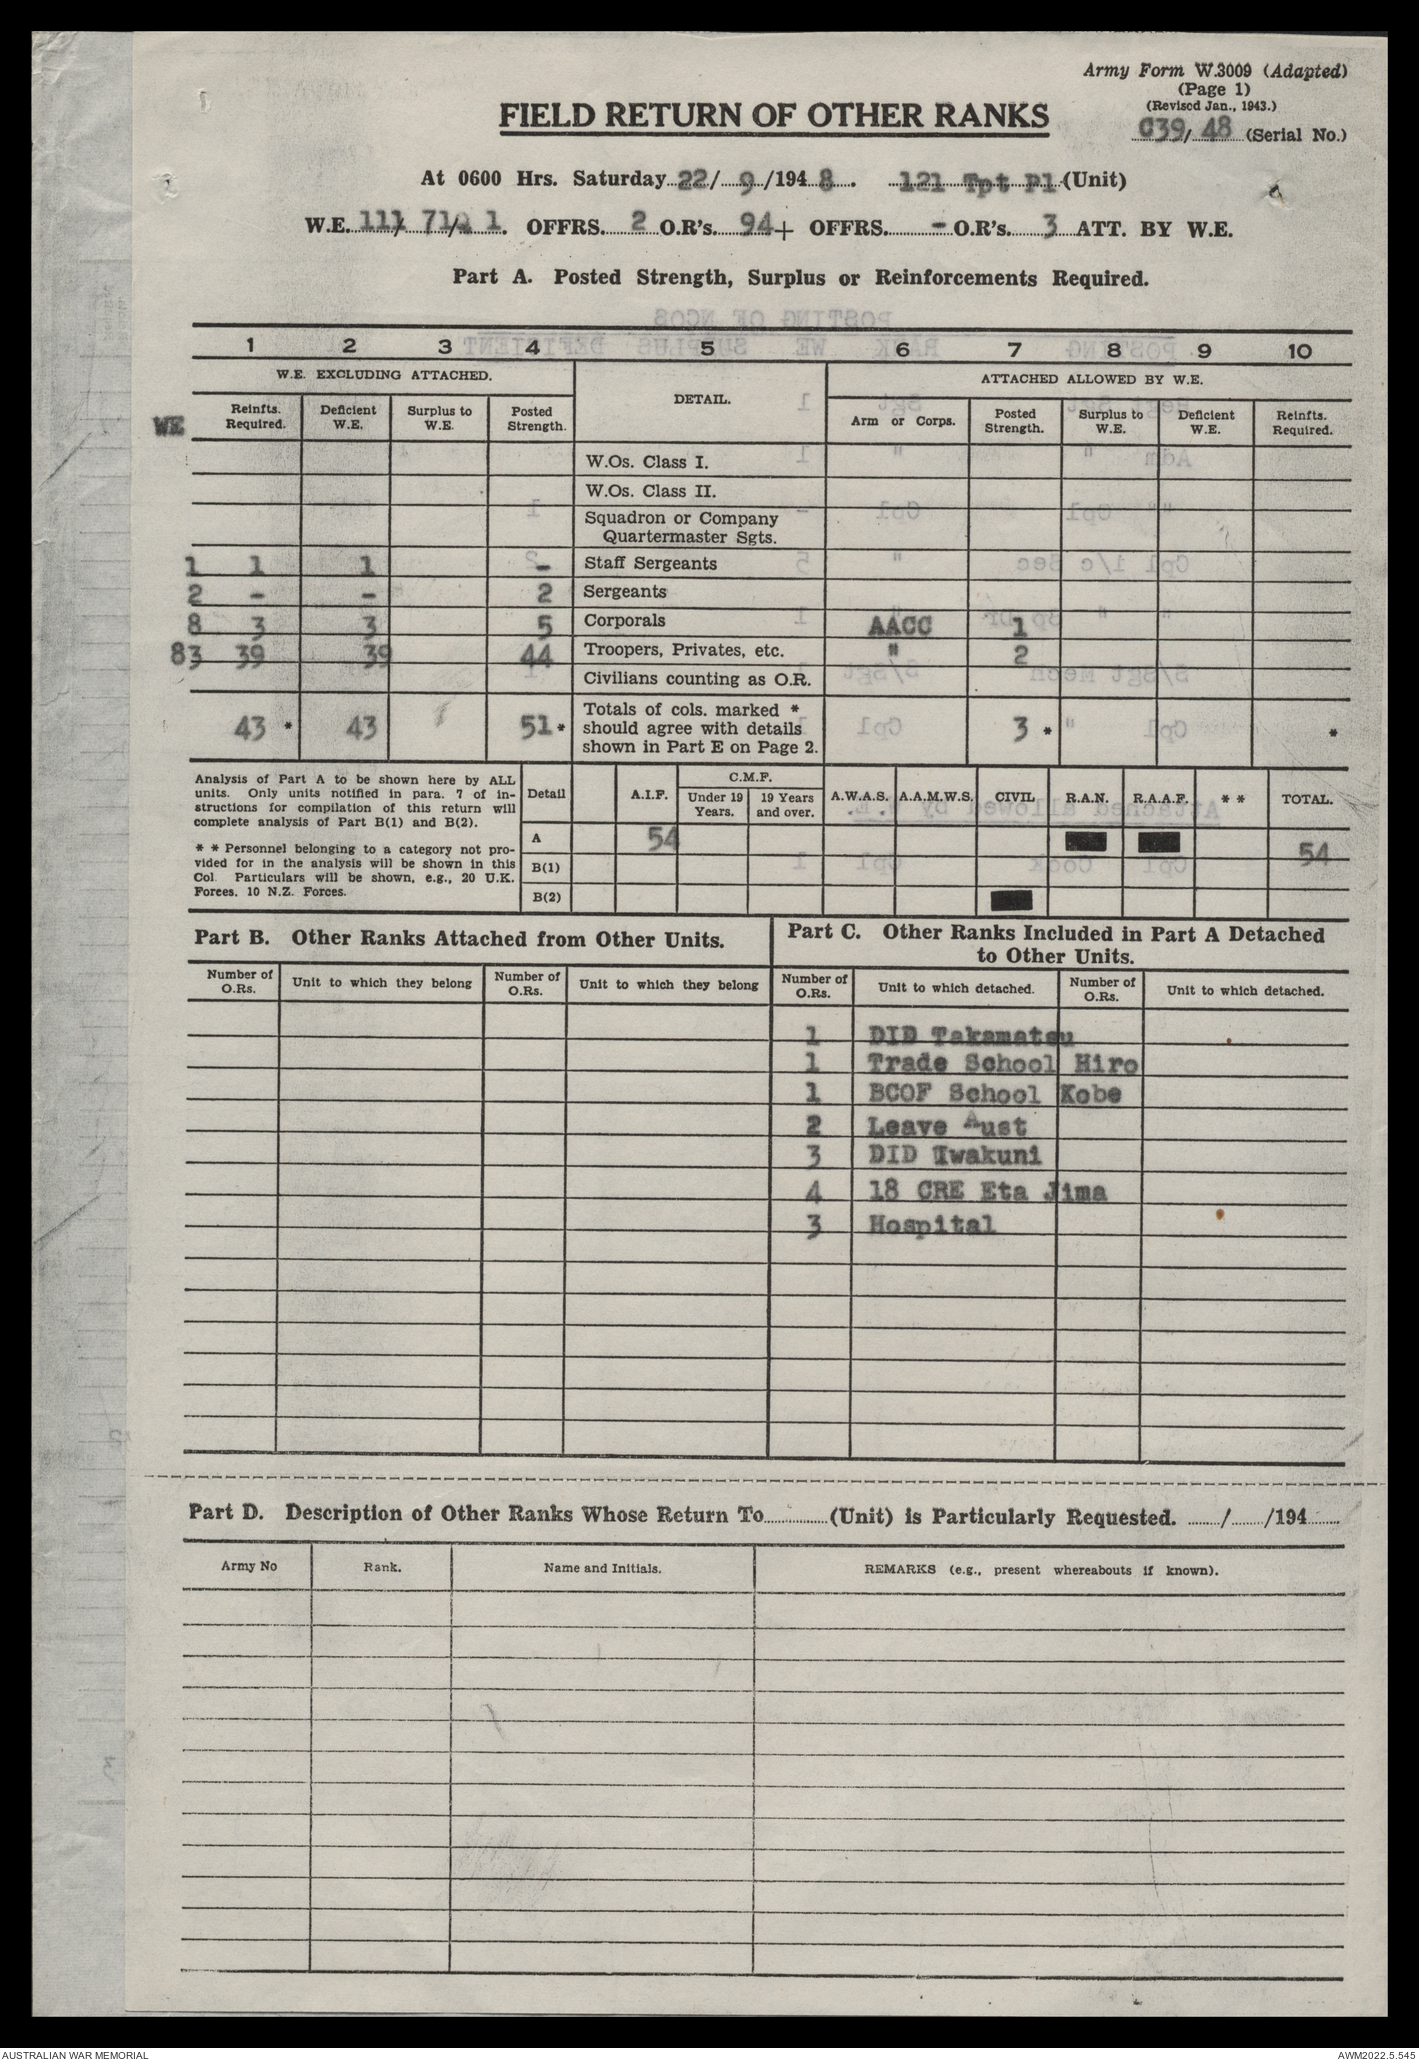 Army Form W.3009 (Adapted)
(Page 1)
(Revised Jan., 1943.)
FIELD RETURN OF OTHER RANKS
C39/ 48 (Serial No.)
At 0600 Hrs. Saturday 22/ 9 /194 8 . 121 Tpt Pl (Unit)
W.E. 111/ 71/ 1. OFFRS. 2 O.R's. 94 + OFFRS. - O.R's. 3 ATT. BY W.E.
Part A. Posted Strength, Surplus or Reinforcements Required.
1 2 3 4 5 6 7 8 9 10
W.E. EXCLUDING ATTACHED. DETAIL. ATTACHED ALLOWED BY W.E.
WE Reinfts. Required. Deficient W.E. Surplus to W.E. Posted Strength. Arm or Corps. Posted Strength. Surplus to W.E. Deficient W.E. Reinfts. Required.
W.Os. Class I.
W.Os. Class II.
Squadron or Company
Quartermaster Sgts.
1 1 1 - Staff Sergeants
2 - - 2 Sergeants
8 3 3 5 Corporals AACC 1
83 39 39 44 Troopers, Privates, etc. " 2
Civilians counting as O.R.
43 * 43 51 * Totals of cols. marked *
should agree with details 3 * *
shown in Part E on Page 2.
Analysis of Part A to be shown here by ALL
units. Only units notified in para. 7 of in-
structions for compilation of this return will
complete analysis of Part B(1) and B(2).
* * Personnel belonging to a category not pro-
vided for in the analysis will be shown in this
Col. Particulars will be shown, e.g., 20 U.K.
Forces, 10 N.Z. Forces.
Detail A.I.F. C.M.F. Under 19 Years. 19 Years and over. A.W.A.S. A.A.M.W.S. CIVIL R.A.N. R.A.A.F. * * TOTAL.
A 54 54
B(1)
B(2)
Part B. Other Ranks Attached from Other Units.
Part C. Other Ranks Included in Part A Detached
to Other Units.
Number of O.Rs. Unit to which they belong Number of O.Rs. Unit to which they belong Number of O.Rs. Unit to which detached. Number of O.Rs. Unit to which detached.
1 DID Takamatsu
1 Trade School Hiro
1 BCOF School Kobe
2 Leave Aust
3 DID Iwakuni
4 18 CRE Eta Jima
3 Hospital
Part D. Description of Other Ranks Whose Return To (Unit) is Particularly Requested. / /194
Army No Rank. Name and Initials. REMARKS (e.g., present whereabouts if known).
AUSTRALIAN WAR MEMORIAL AWM2022.5.545